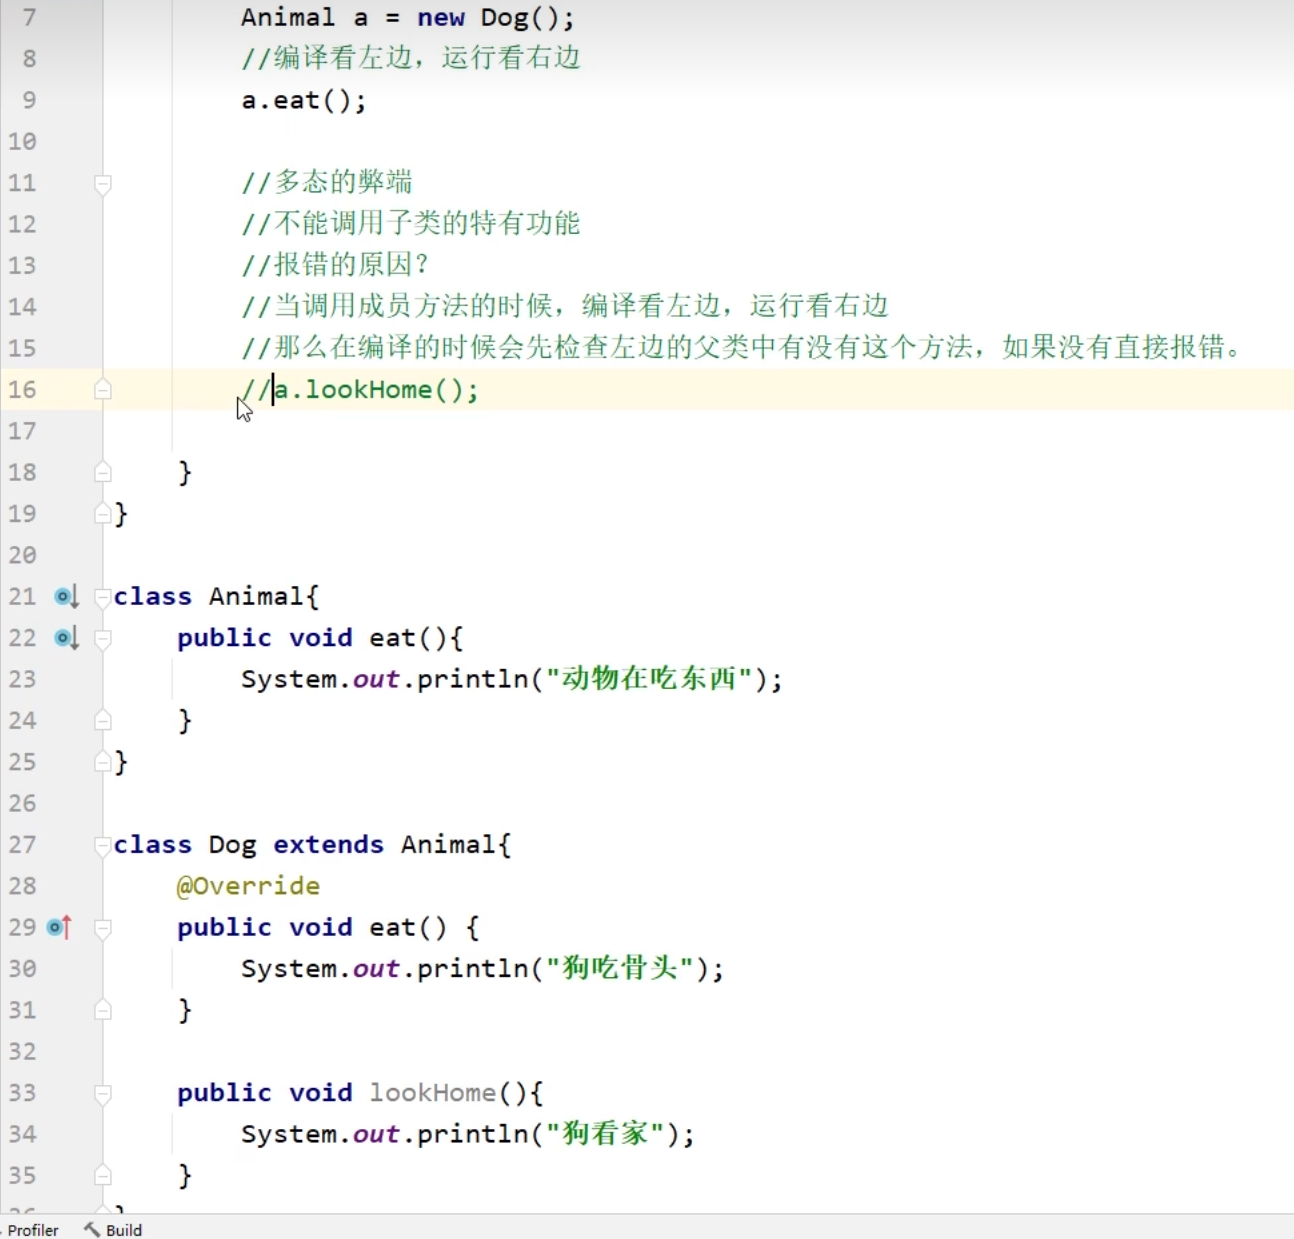 7 Animal a = new Dog();
8 //编译看左边，运行看右边
9 a.eat();
10
11 //多态的弊端
12 //不能调用子类的特有功能
13 //报错的原因？
14 //当调用成员方法的时候，编译看左边，运行看右边
15 //那么在编译的时候会先检查左边的父类中有没有这个方法，如果没有直接报错。
16 //a.lookHome();
17
18 }
19 }
20
21 class Animal{
22 public void eat(){
23 System.out.println("动物在吃东西");
24 }
25 }
26
27 class Dog extends Animal{
28 @Override
29 public void eat() {
30 System.out.println("狗吃骨头");
31 }
32
33 public void lookHome(){
34 System.out.println("狗看家");
35 }
Profiler Build